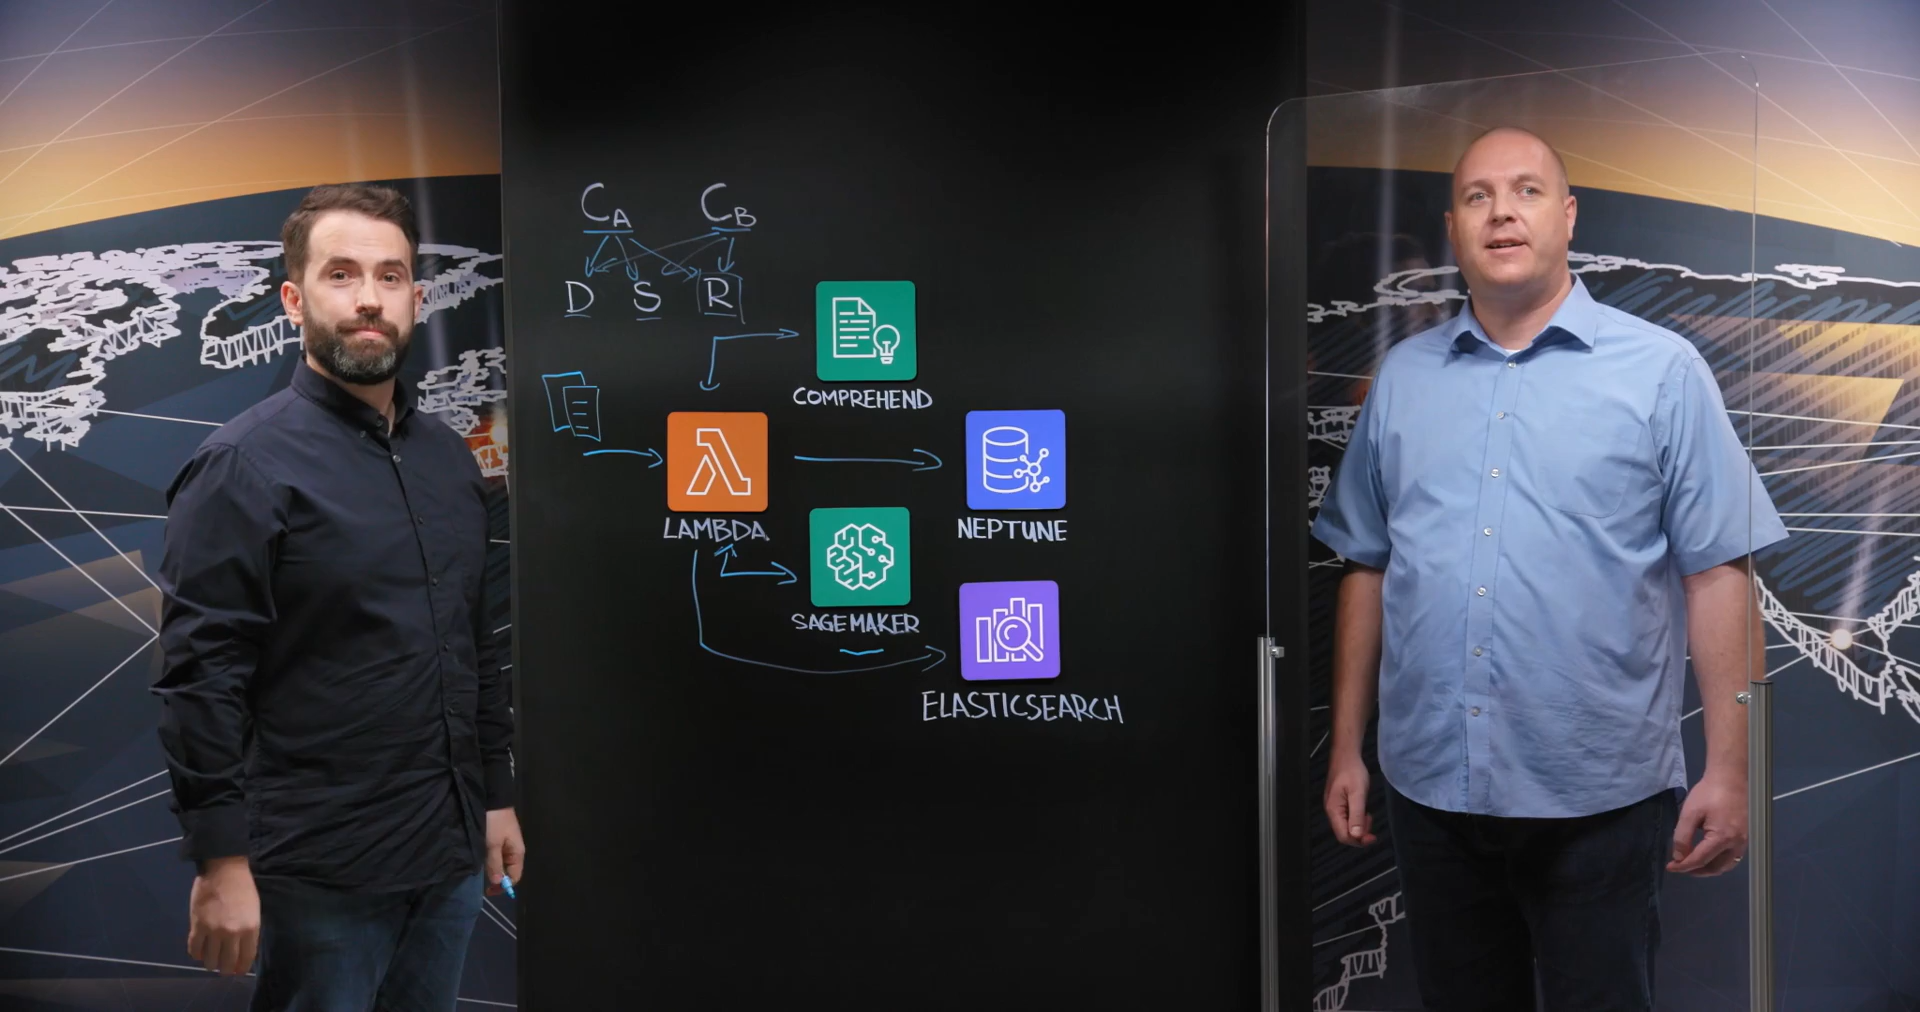 CA CB
D S R
COMPREHEND
LAMBDA
NEPTUNE
SAGEMAKER
ELASTICSEARCH